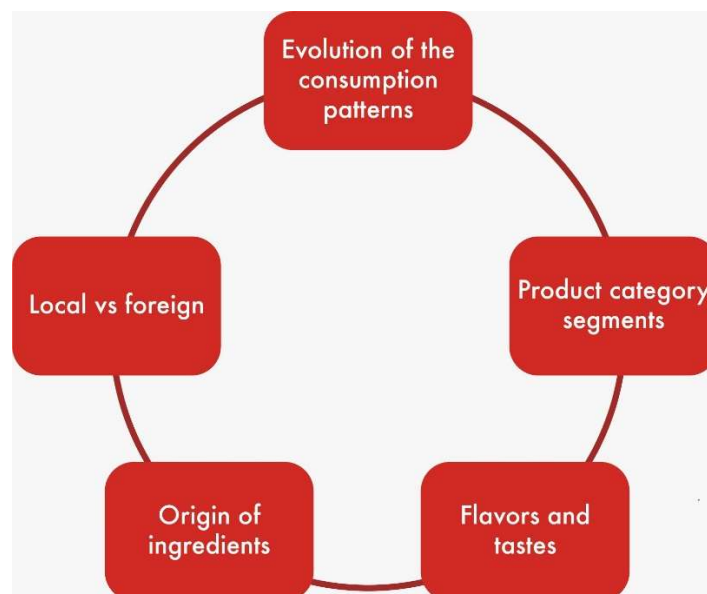 Evolution of the
consumption
patterns
Product category
segments
Flavors and
tastes
Origin of
ingredients
Local vs foreign